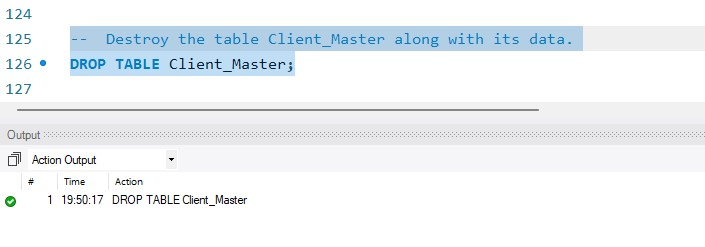 124
125 -- Destroy the table Client_Master along with its data.
126 DROP TABLE Client_Master;
127
Output
Action Output
# Time Action
1 19:50:17 DROP TABLE Client_Master